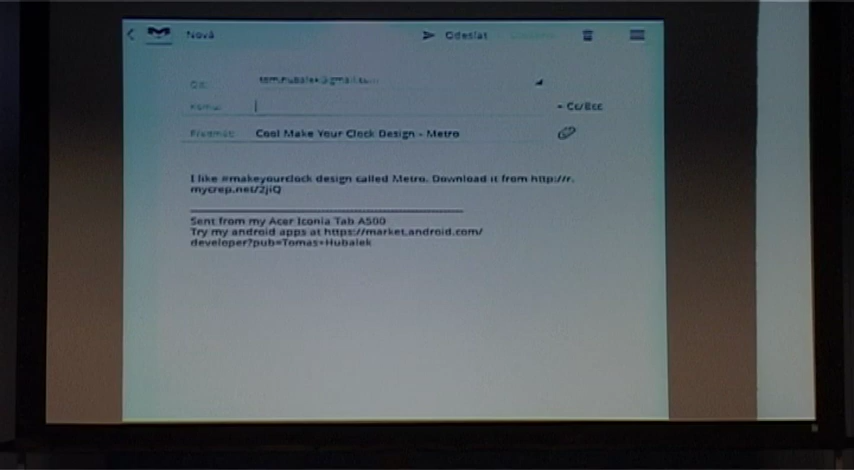 Nová
Odeslat
Od:
Komu:
Cc/Bcc
Předmět: Cool Make Your Clock Design - Metro
I like #makeyourclock design called Metro. Download it from http://r.
mycrep.net/2jiQ
Sent from my Acer Iconia Tab A500
Try my android apps at https://market.android.com/
developer?pub=Tomas+Hubalek